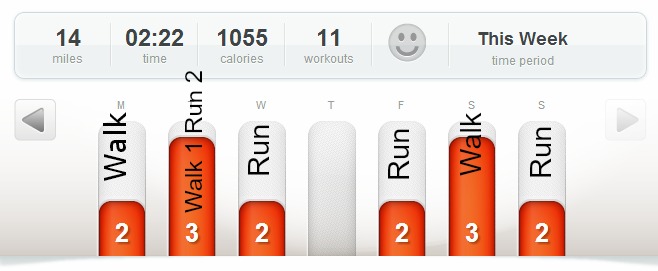 14 02:22 1055 11 This Week
miles time calories workouts time period
M W T F S S
Walk Walk 1 Run 2 Run Run Walk Run
2 3 2 2 3 2